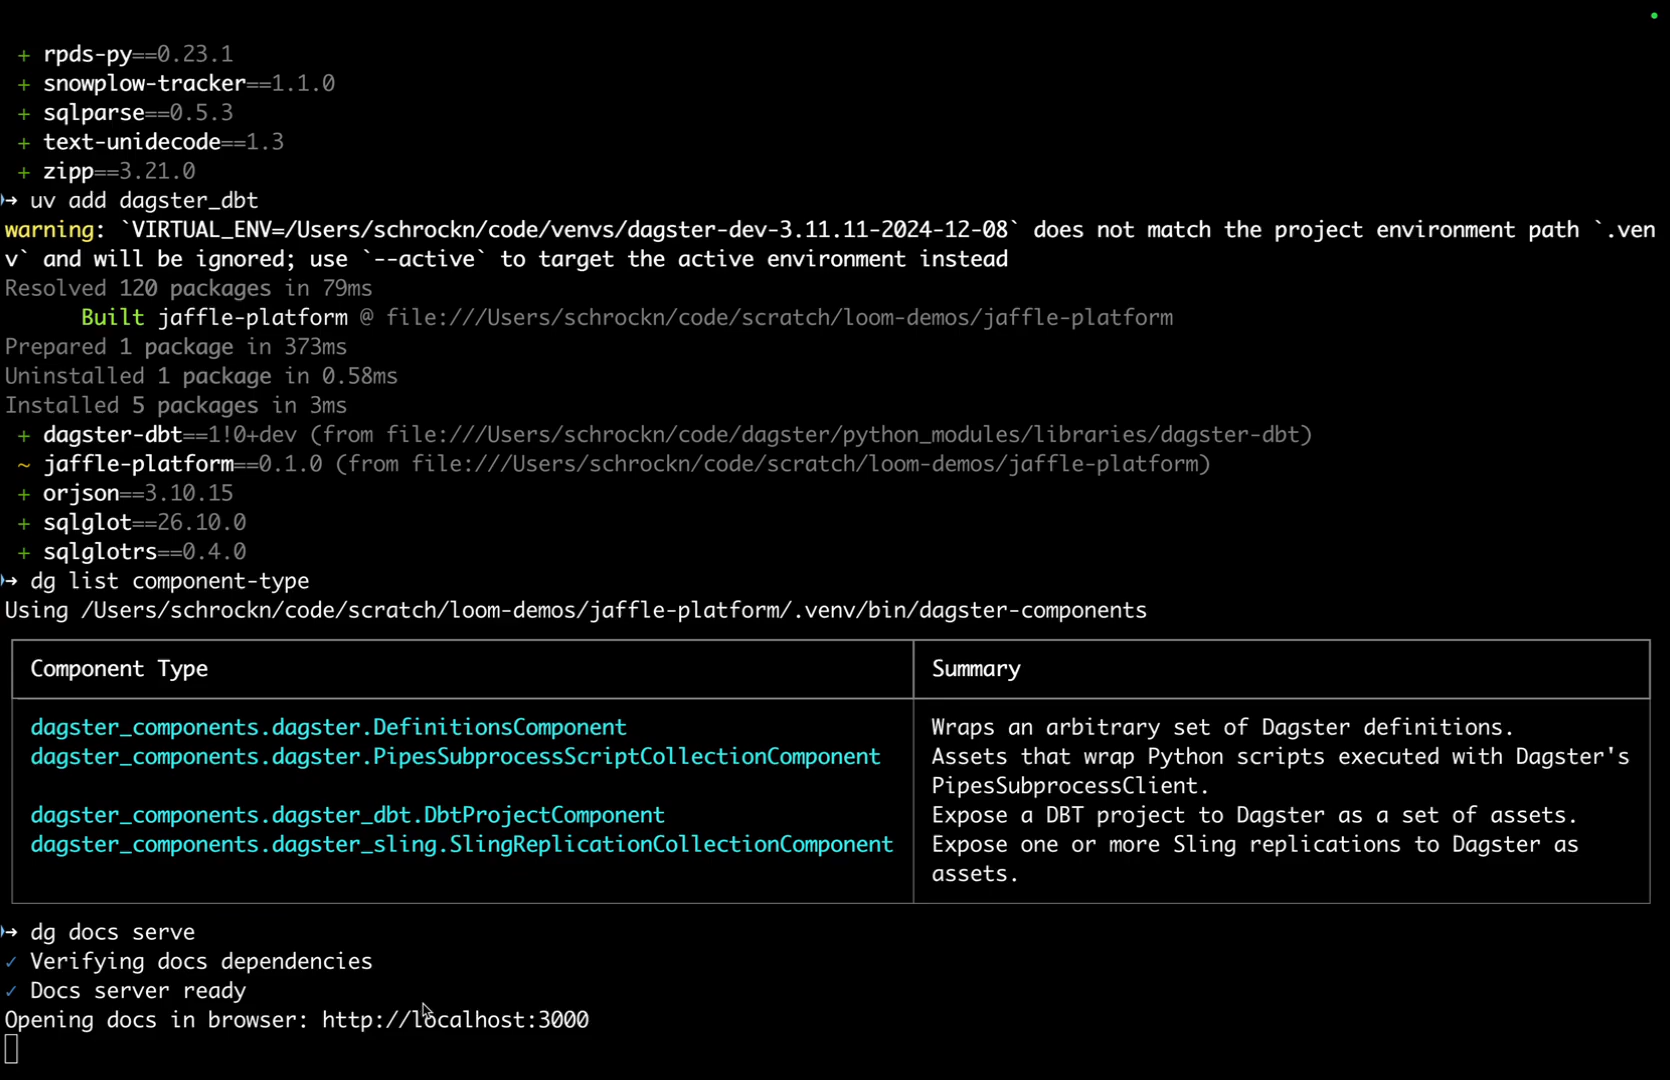 + rpds-py==0.23.1
+ snowplow-tracker==1.1.0
+ sqlparse==0.5.3
+ text-unidecode==1.3
+ zipp==3.21.0
→ uv add dagster_dbt
warning: `VIRTUAL_ENV=/Users/schrockn/code/venvs/dagster-dev-3.11.11-2024-12-08` does not match the project environment path `.ven
v` and will be ignored; use `--active` to target the active environment instead
Resolved 120 packages in 79ms
Built jaffle-platform @ file:///Users/schrockn/code/scratch/loom-demos/jaffle-platform
Prepared 1 package in 373ms
Uninstalled 1 package in 0.58ms
Installed 5 packages in 3ms
+ dagster-dbt==1!0+dev (from file:///Users/schrockn/code/dagster/python_modules/libraries/dagster-dbt)
~ jaffle-platform==0.1.0 (from file:///Users/schrockn/code/scratch/loom-demos/jaffle-platform)
+ orjson==3.10.15
+ sqlglot==26.10.0
+ sqlglotrs==0.4.0
→ dg list component-type
Using /Users/schrockn/code/scratch/loom-demos/jaffle-platform/.venv/bin/dagster-components
Component Type Summary
dagster_components.dagster.DefinitionsComponent Wraps an arbitrary set of Dagster definitions.
dagster_components.dagster.PipesSubprocessScriptCollectionComponent Assets that wrap Python scripts executed with Dagster's
PipesSubprocessClient.
dagster_components.dagster_dbt.DbtProjectComponent Expose a DBT project to Dagster as a set of assets.
dagster_components.dagster_sling.SlingReplicationCollectionComponent Expose one or more Sling replications to Dagster as
assets.
→ dg docs serve
✓ Verifying docs dependencies
✓ Docs server ready
Opening docs in browser: http://localhost:3000